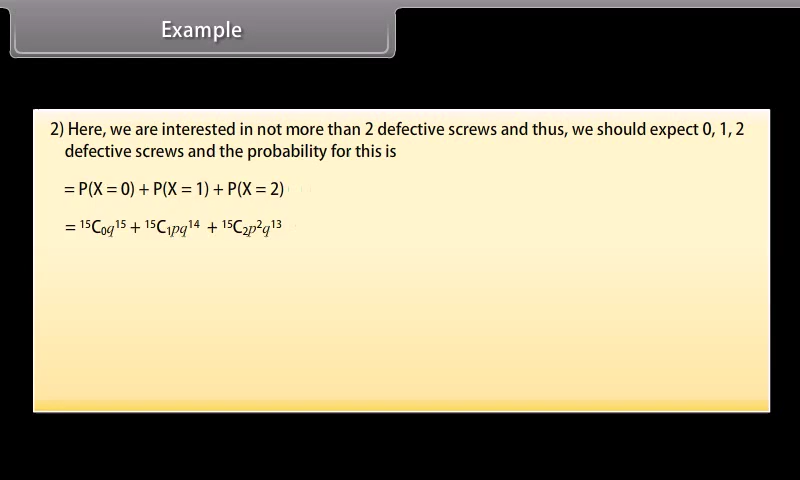 Example
2) Here, we are interested in not more than 2 defective screws and thus, we should expect 0, 1, 2
defective screws and the probability for this is
= P(X = 0) + P(X = 1) + P(X = 2)
= ¹⁵C₀q¹⁵ + ¹⁵C₁pq¹⁴ + ¹⁵C₂p²q¹³